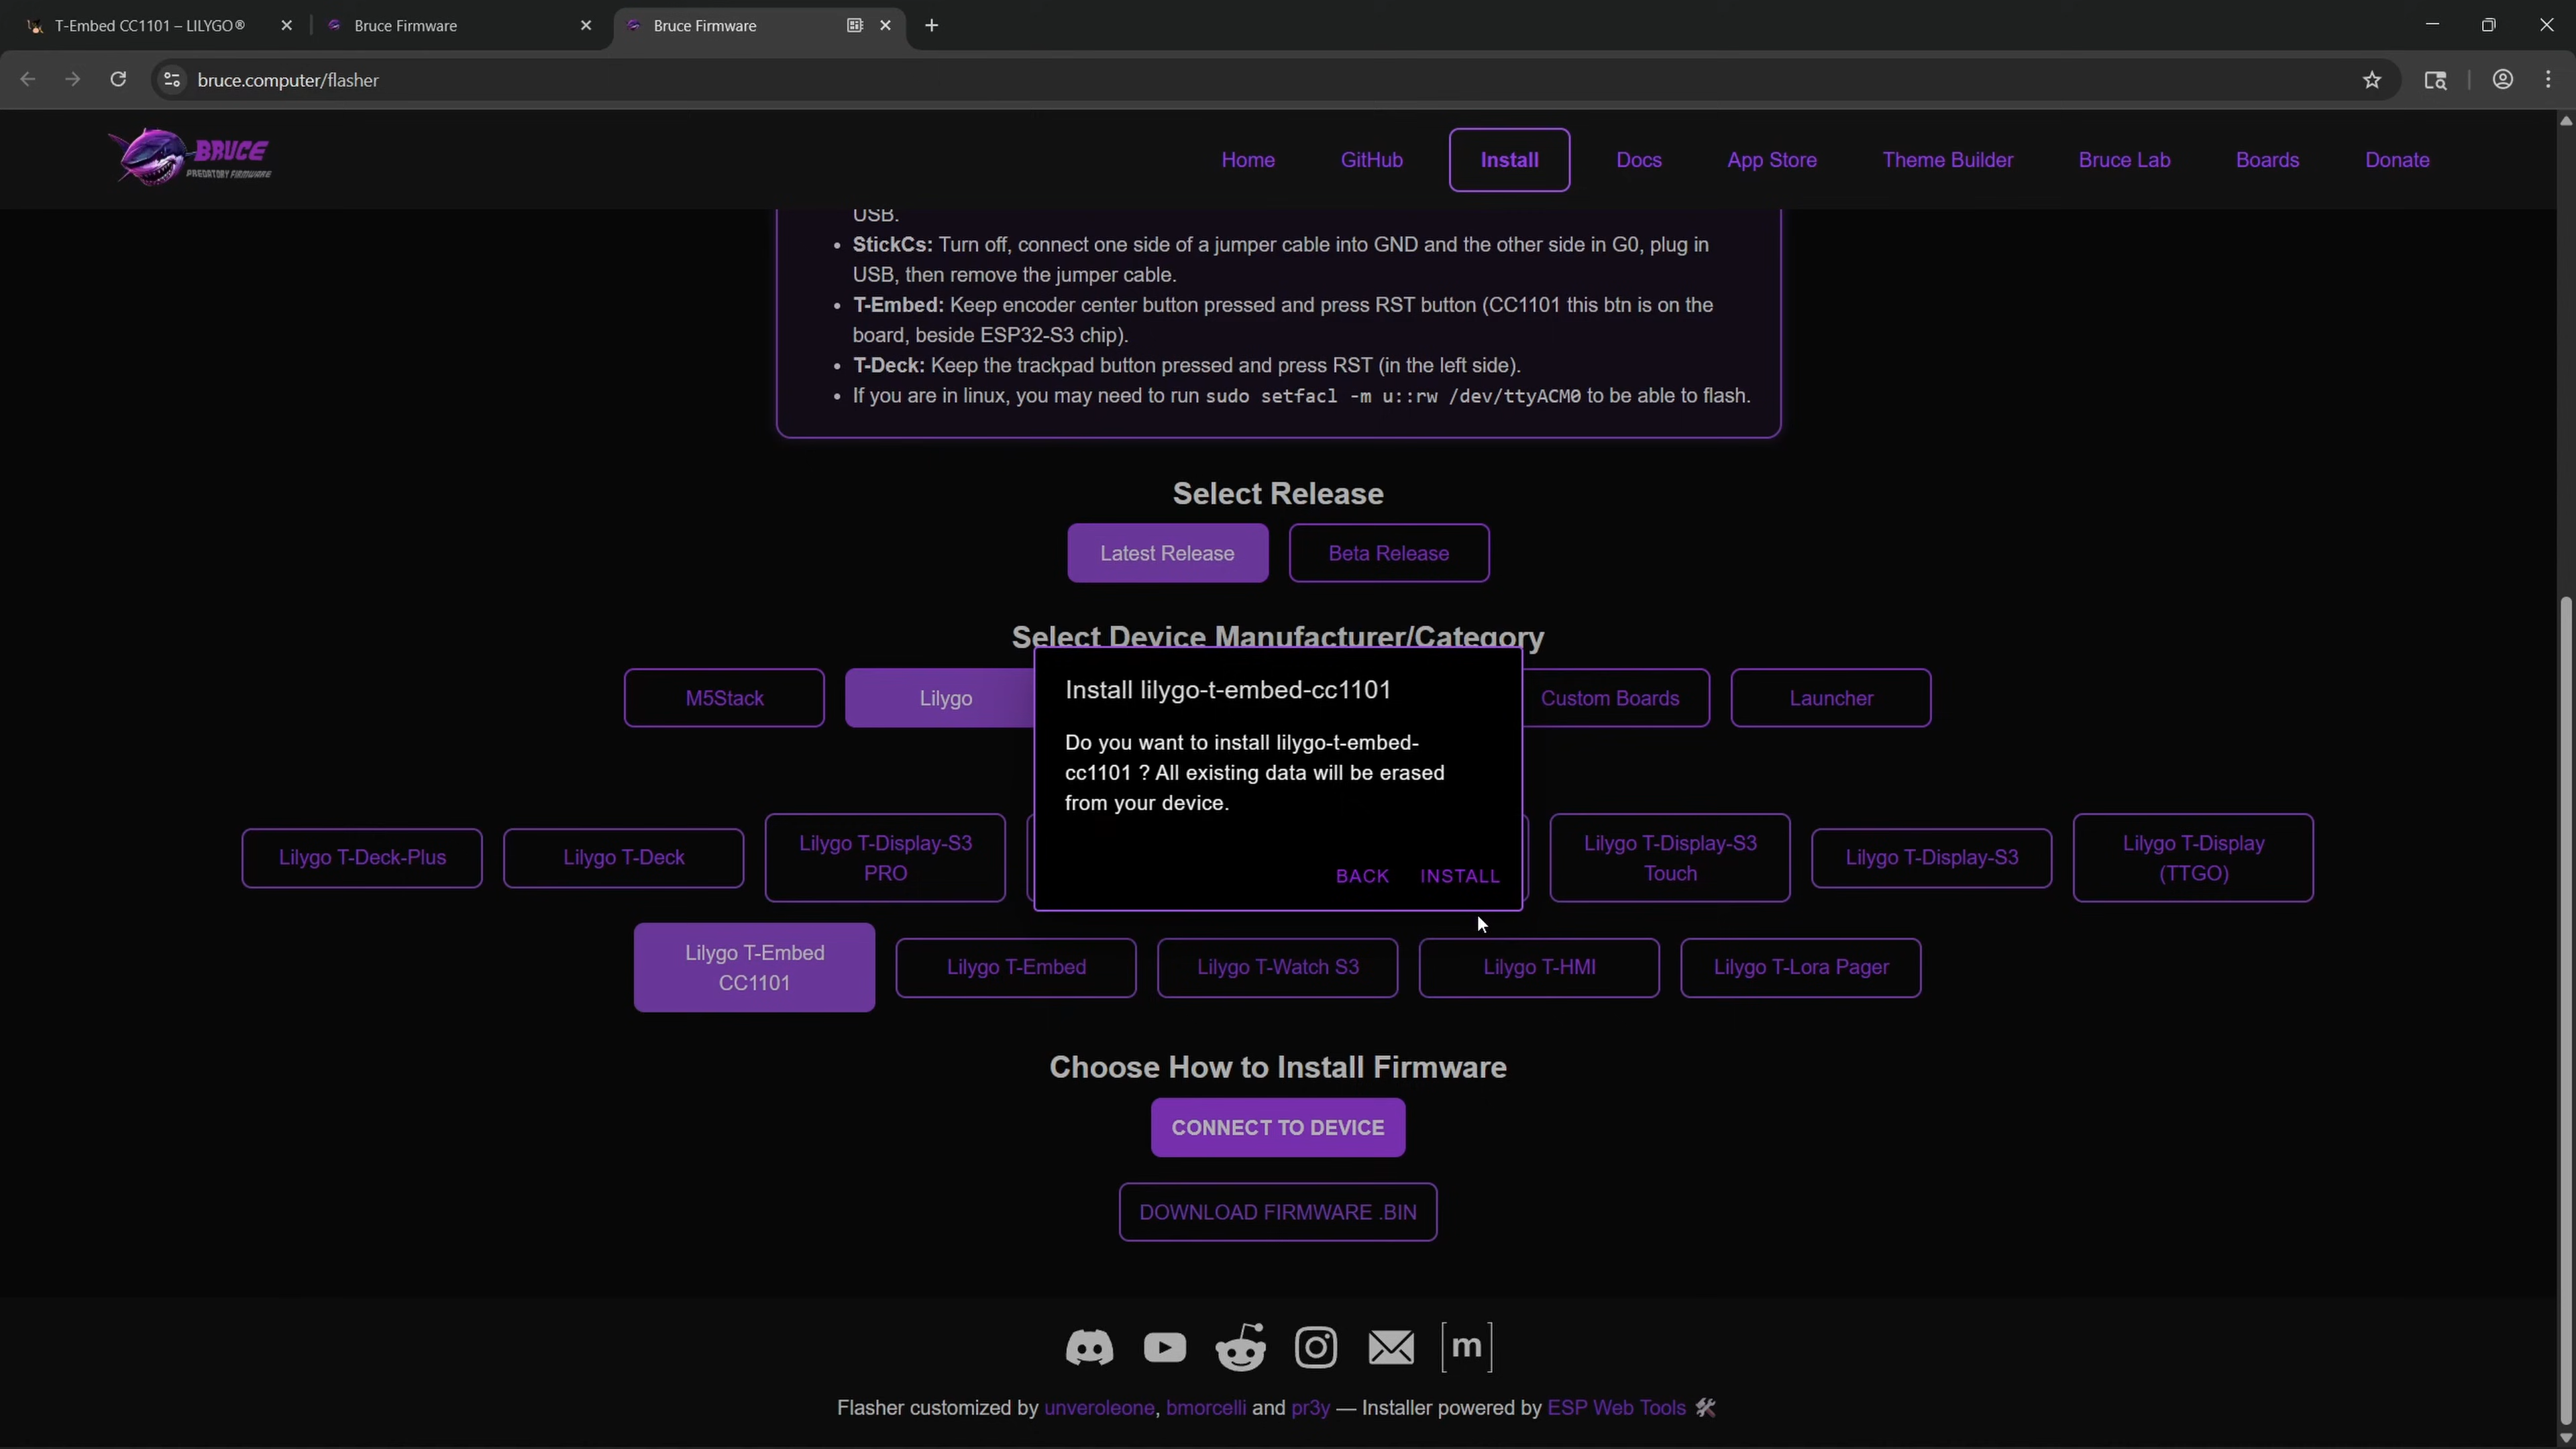 T-Embed CC1101 – LILYGO®
Bruce Firmware
Bruce Firmware
bruce.computer/flasher
BRUCE
PREDATORY FIRMWARE
Home
GitHub
Install
Docs
App Store
Theme Builder
Bruce Lab
Boards
Donate
USB.
• StickCs: Turn off, connect one side of a jumper cable into GND and the other side in G0, plug in
USB, then remove the jumper cable.
• T-Embed: Keep encoder center button pressed and press RST button (CC1101 this btn is on the
board, beside ESP32-S3 chip).
• T-Deck: Keep the trackpad button pressed and press RST (in the left side).
• If you are in linux, you may need to run sudo setfacl -m u::rw /dev/ttyACM0 to be able to flash.
Select Release
Latest Release
Beta Release
Select Device Manufacturer/Category
M5Stack
Lilygo
Custom Boards
Launcher
Install lilygo-t-embed-cc1101
Do you want to install lilygo-t-embed-
cc1101 ? All existing data will be erased
from your device.
BACK
INSTALL
Lilygo T-Deck-Plus
Lilygo T-Deck
Lilygo T-Display-S3
PRO
Lilygo T-Display-S3
Touch
Lilygo T-Display-S3
Lilygo T-Display
(TTGO)
Lilygo T-Embed
CC1101
Lilygo T-Embed
Lilygo T-Watch S3
Lilygo T-HMI
Lilygo T-Lora Pager
Choose How to Install Firmware
CONNECT TO DEVICE
DOWNLOAD FIRMWARE .BIN
[m]
Flasher customized by unveroleone, bmorcelli and pr3y — Installer powered by ESP Web Tools 🛠